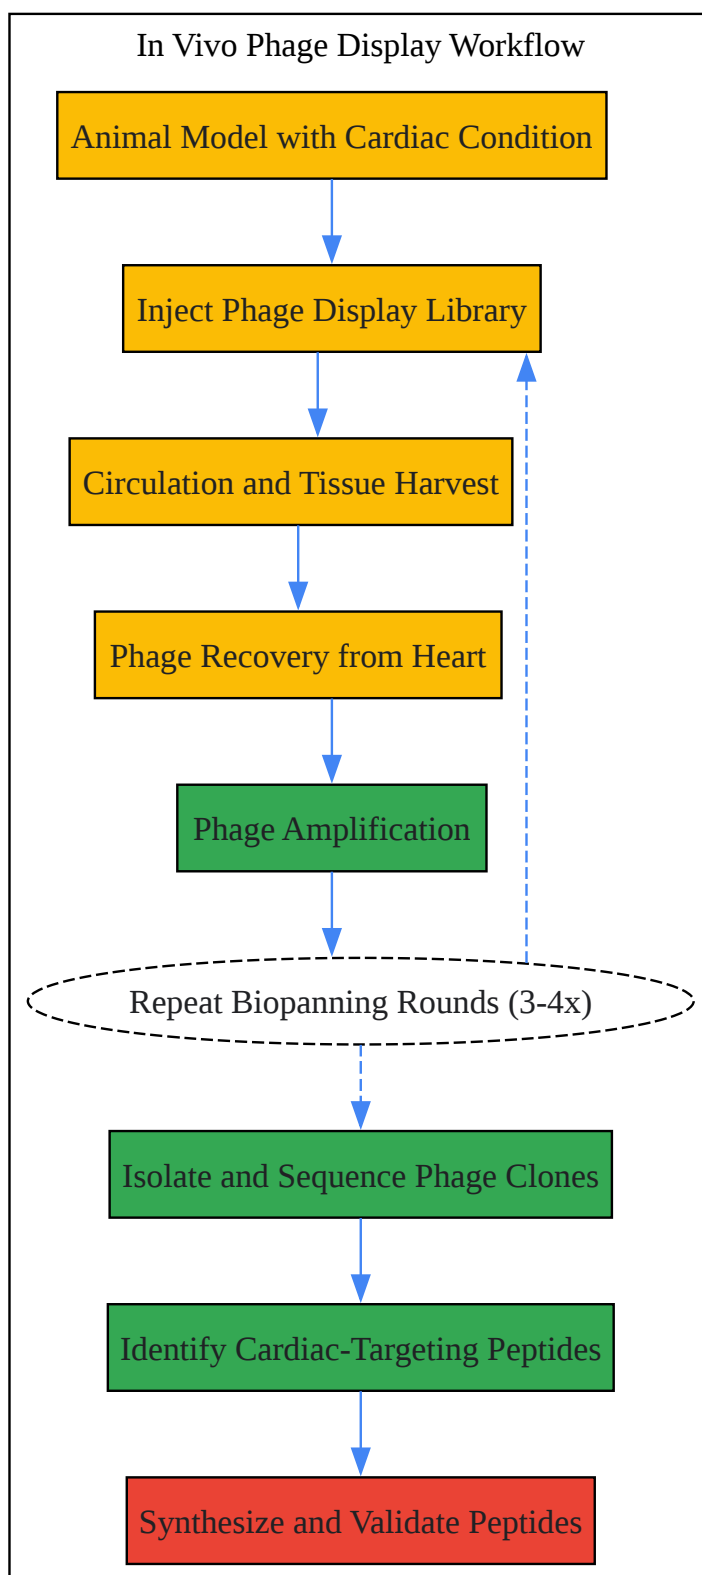 In Vivo Phage Display Workflow
Animal Model with Cardiac Condition
Inject Phage Display Library
Circulation and Tissue Harvest
Phage Recovery from Heart
Phage Amplification
Repeat Biopanning Rounds (3-4x)
Isolate and Sequence Phage Clones
Identify Cardiac-Targeting Peptides
Synthesize and Validate Peptides